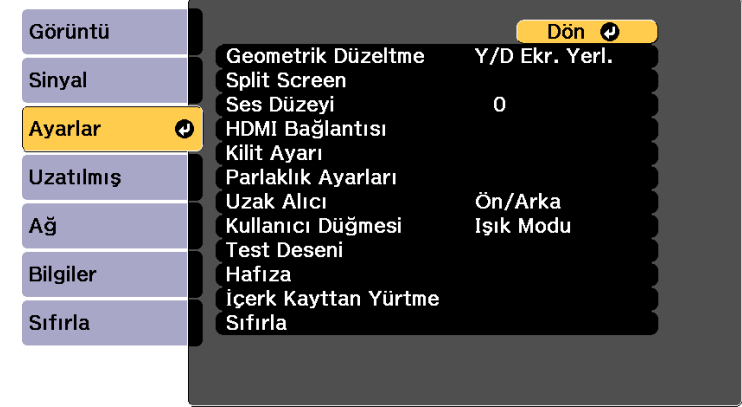 Görüntü
Sinyal
Ayarlar
Uzatılmış
Ağ
Bilgiler
Sıfırla
Dön
Geometrik Düzeltme Y/D Ekr. Yerl.
Split Screen
Ses Düzeyi 0
HDMI Bağlantısı
Kilit Ayarı
Parlaklık Ayarları
Uzak Alıcı Ön/Arka
Kullanıcı Düğmesi Işık Modu
Test Deseni
Hafıza
İçerk Kayttan Yürtme
Sıfırla